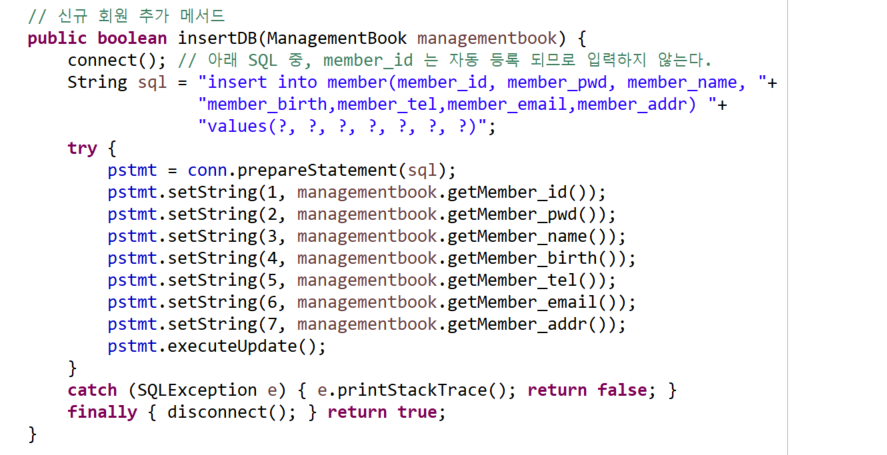 // 신규 회원 추가 메서드
public boolean insertDB(ManagementBook managementbook) {
connect(); // 아래 SQL 중, member_id 는 자동 등록 되므로 입력하지 않는다.
String sql = "insert into member(member_id, member_pwd, member_name, "+
"member_birth,member_tel,member_email,member_addr) "+
"values(?, ?, ?, ?, ?, ?, ?)";
try {
pstmt = conn.prepareStatement(sql);
pstmt.setString(1, managementbook.getMember_id());
pstmt.setString(2, managementbook.getMember_pwd());
pstmt.setString(3, managementbook.getMember_name());
pstmt.setString(4, managementbook.getMember_birth());
pstmt.setString(5, managementbook.getMember_tel());
pstmt.setString(6, managementbook.getMember_email());
pstmt.setString(7, managementbook.getMember_addr());
pstmt.executeUpdate();
}
catch (SQLException e) { e.printStackTrace(); return false; }
finally { disconnect(); } return true;
}